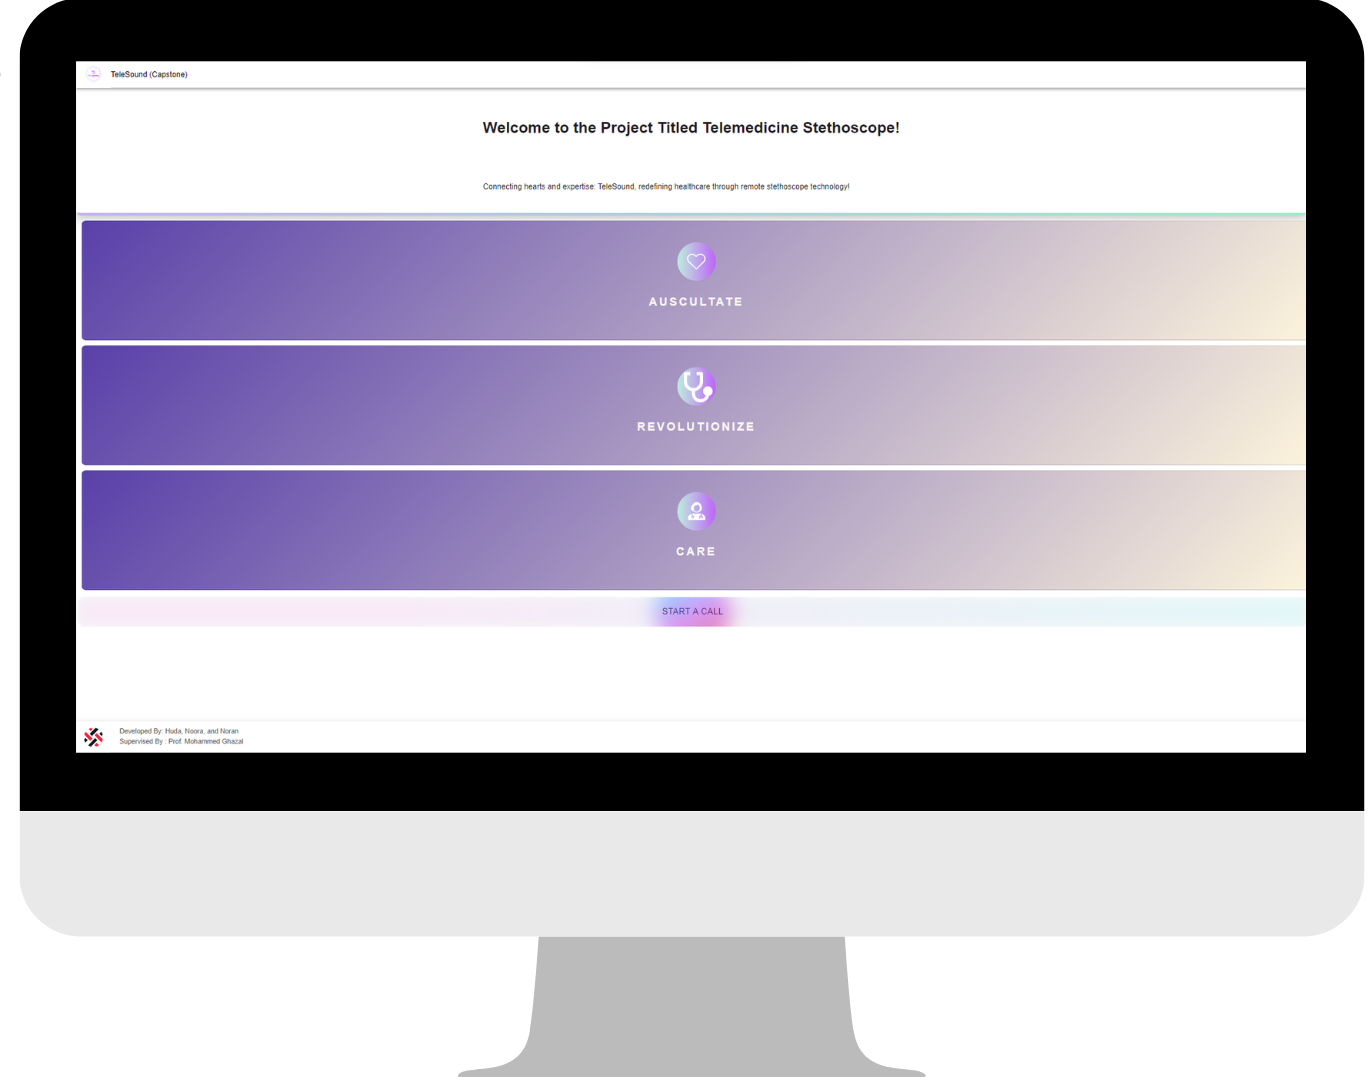 TeleSound (Capstone)
Welcome to the Project Titled Telemedicine Stethoscope!
Connecting hearts and expertise: TeleSound, redefining healthcare through remote stethoscope technology!
AUSCULTATE
REVOLUTIONIZE
CARE
START A CALL
Developed By: Huda, Noora, and Noran
Supervised By : Prof. Mohammed Ghazal